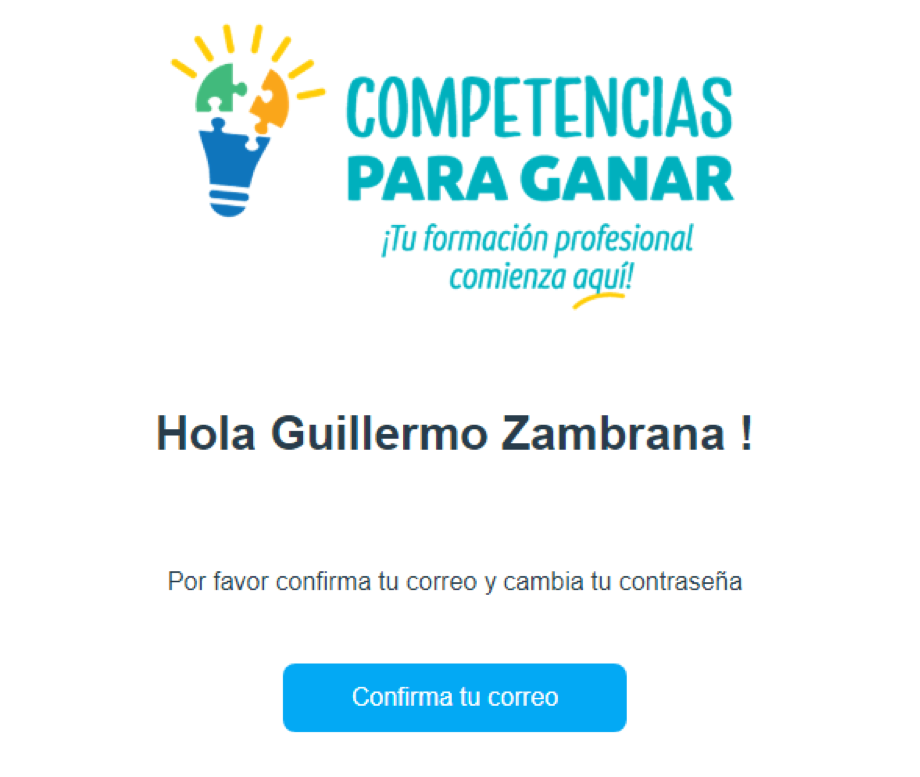 COMPETENCIAS
PARA GANAR
¡Tu formación profesional
comienza aquí!
Hola Guillermo Zambrana !
Por favor confirma tu correo y cambia tu contraseña
Confirma tu correo